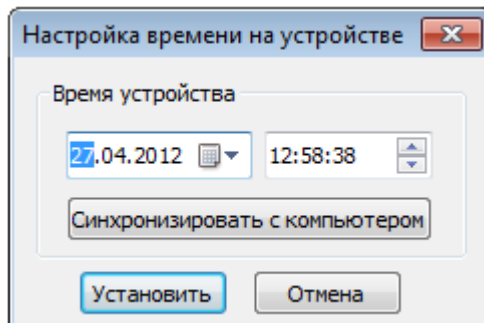 Настройка времени на устройстве
Время устройства
27.04.2012 12:58:38
Синхронизировать с компьютером
Установить Отмена